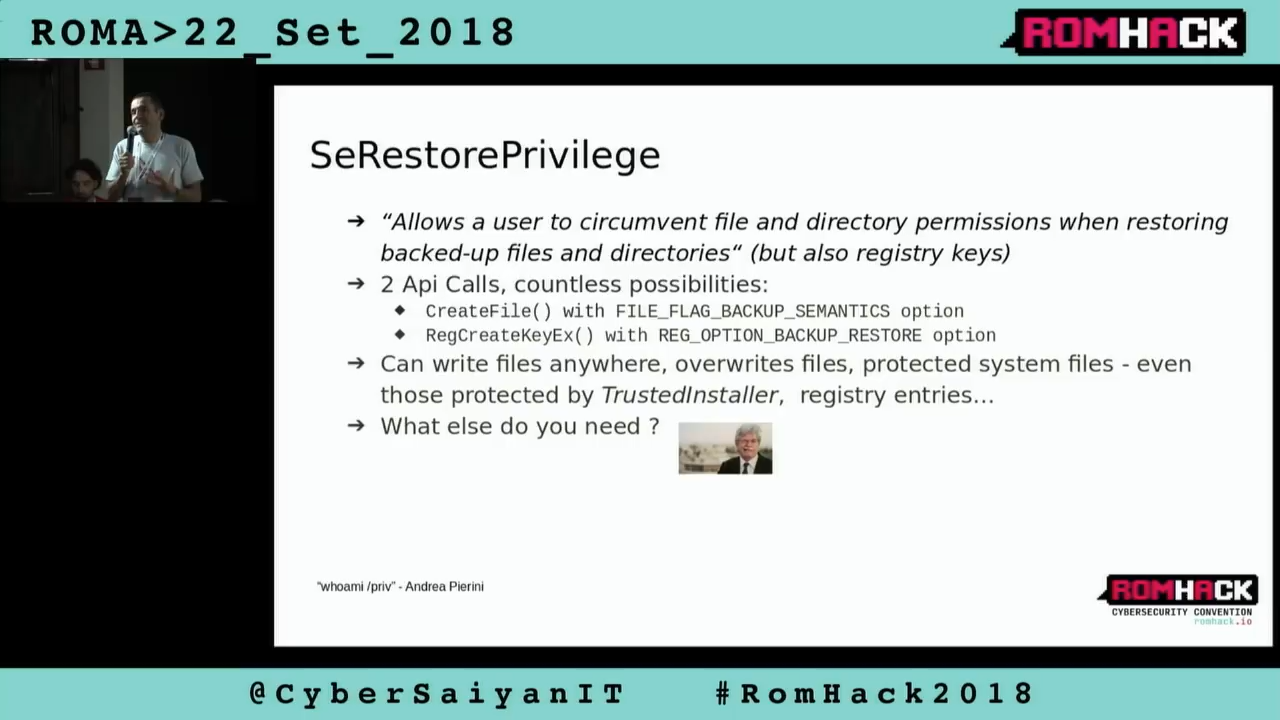 ROMA>22_Set_2018
ROMHACK
SeRestorePrivilege
➔ “Allows a user to circumvent file and directory permissions when restoring
backed-up files and directories“ (but also registry keys)
➔ 2 Api Calls, countless possibilities:
◆ CreateFile() with FILE_FLAG_BACKUP_SEMANTICS option
◆ RegCreateKeyEx() with REG_OPTION_BACKUP_RESTORE option
➔ Can write files anywhere, overwrites files, protected system files - even
those protected by TrustedInstaller, registry entries…
➔ What else do you need ?
“whoami /priv” - Andrea Pierini
ROMHACK
CYBERSECURITY CONVENTION
romhack.io
@CyberSaiyanIT #RomHack2018